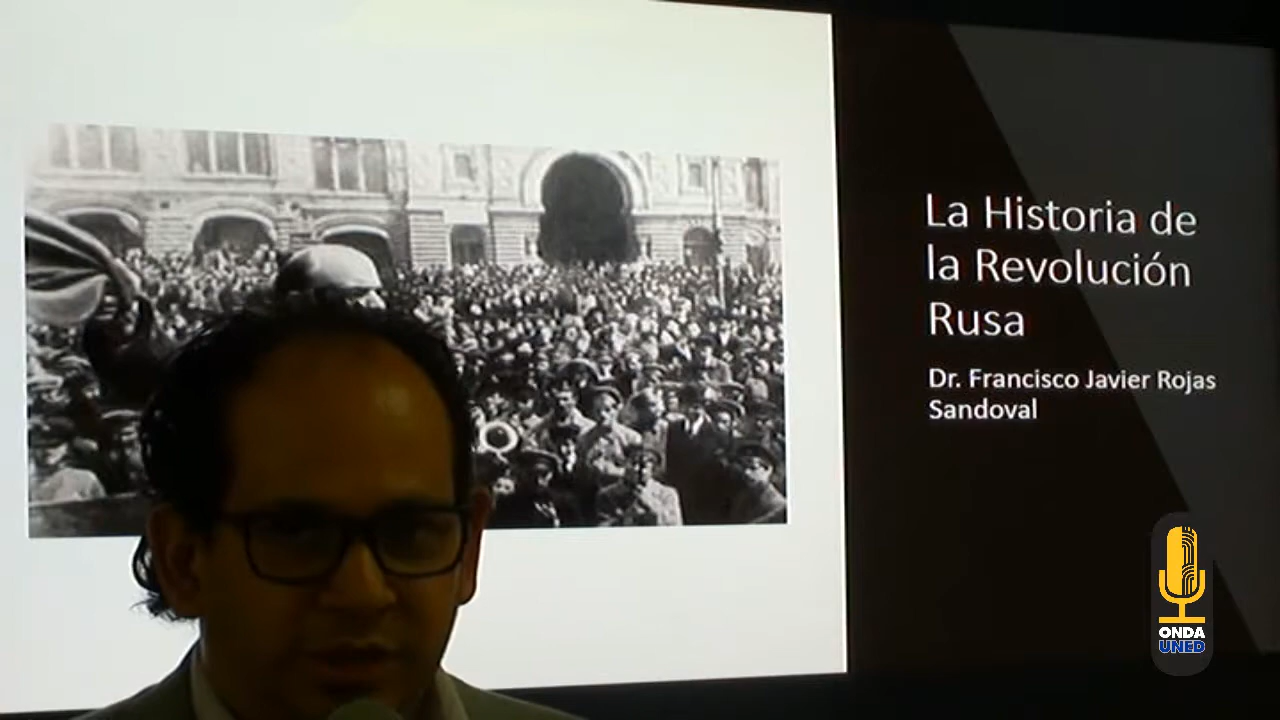 La Historia de
la Revolución
Rusa
Dr. Francisco Javier Rojas
Sandoval
ONDA
UNED